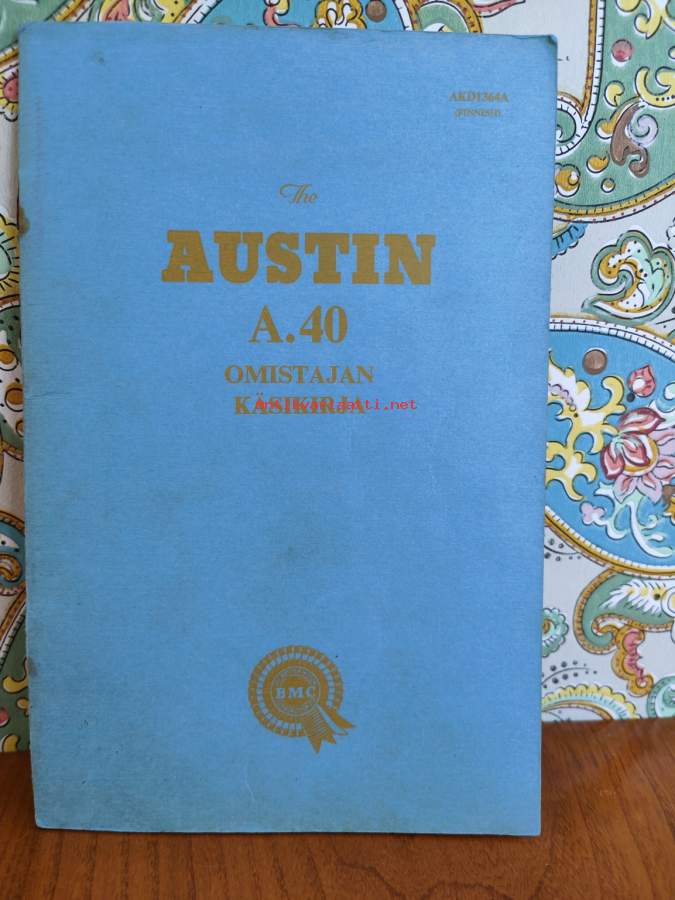 AKD1364A
(FINNISH)
The
AUSTIN
A.40
OMISTAJAN
KÄSIKIRJA
BMC